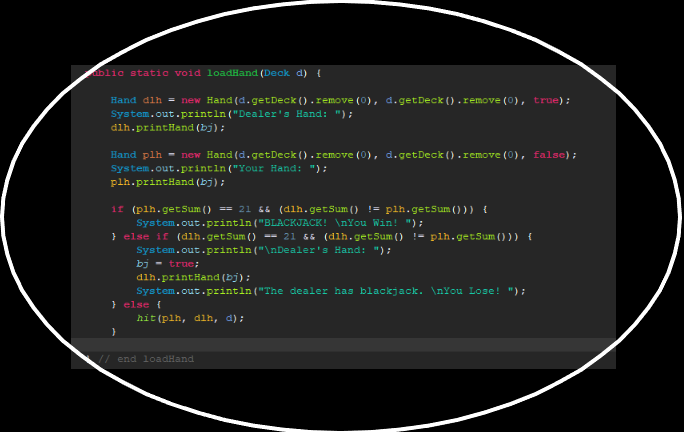 public static void loadHand(Deck d) {
Hand dlh = new Hand(d.getDeck().remove(0), d.getDeck().remove(0), true);
System.out.println("Dealer's Hand: ");
dlh.printHand(bj);
Hand plh = new Hand(d.getDeck().remove(0), d.getDeck().remove(0), false);
System.out.println("Your Hand: ");
plh.printHand(bj);
if (plh.getSum() == 21 && (dlh.getSum() != plh.getSum())) {
System.out.println("BLACKJACK! \nYou Win! ");
} else if (dlh.getSum() == 21 && (dlh.getSum() != plh.getSum())) {
System.out.println("\nDealer's Hand: ");
bj = true;
dlh.printHand(bj);
System.out.println("The dealer has blackjack. \nYou Lose! ");
} else {
hit(plh, dlh, d);
}
} // end loadHand